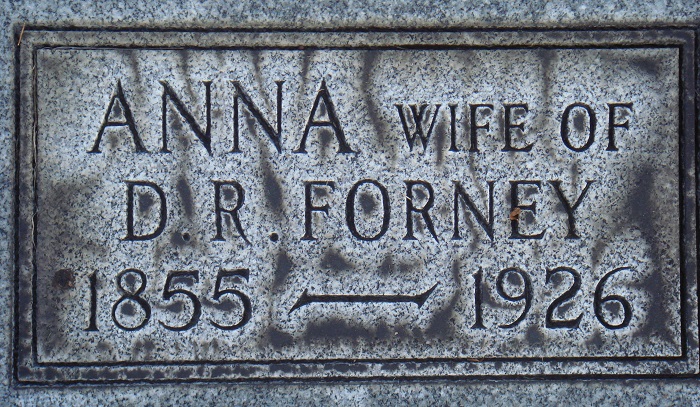 ANNA WIFE OF
D.R. FORNEY
1855 — 1926